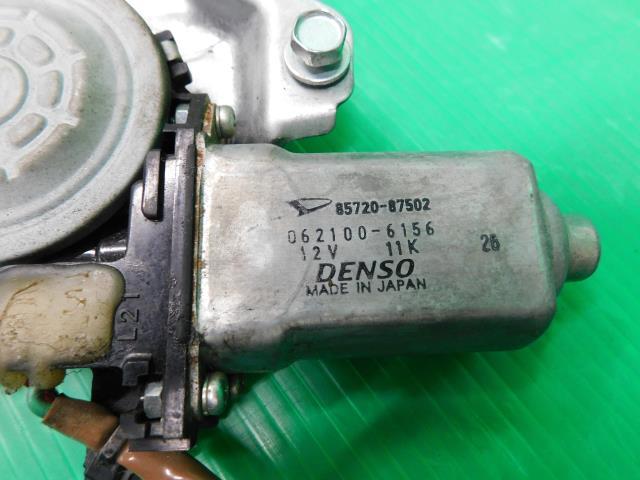 85720-87502
062100-6156
12V 11K 26
DENSO
MADE IN JAPAN
L21